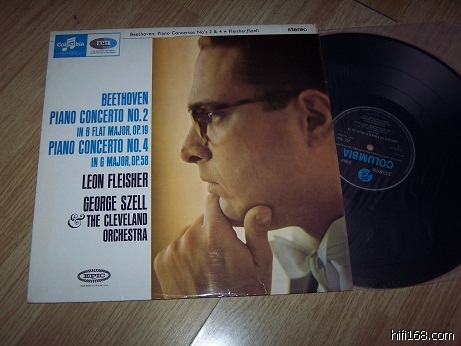 Beethoven: Piano Concertos No's 2 & 4 ★ Fleischer/Szell
stereo
Columbia
EMI
BEETHOVEN
PIANO CONCERTO NO.2
IN B FLAT MAJOR, OP.19
PIANO CONCERTO NO.4
IN G MAJOR, OP.58
LEON FLEISHER
GEORGE SZELL
& THE CLEVELAND
ORCHESTRA
EPIC
COLUMBIA
hifi168.com